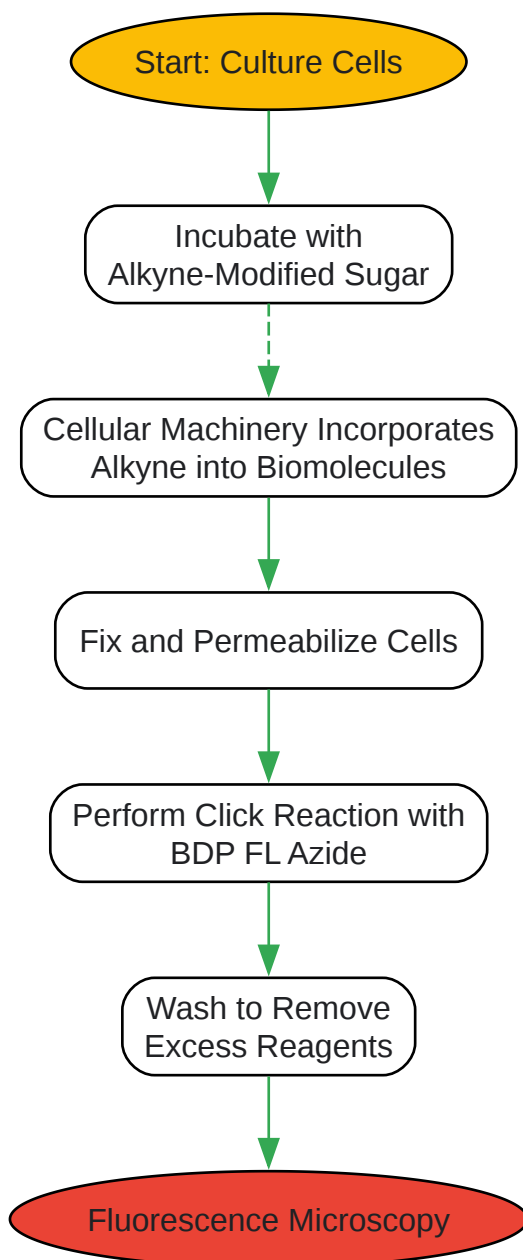 Start: Culture Cells
Incubate with
Alkyne-Modified Sugar
Cellular Machinery Incorporates
Alkyne into Biomolecules
Fix and Permeabilize Cells
Perform Click Reaction with
BDP FL Azide
Wash to Remove
Excess Reagents
Fluorescence Microscopy